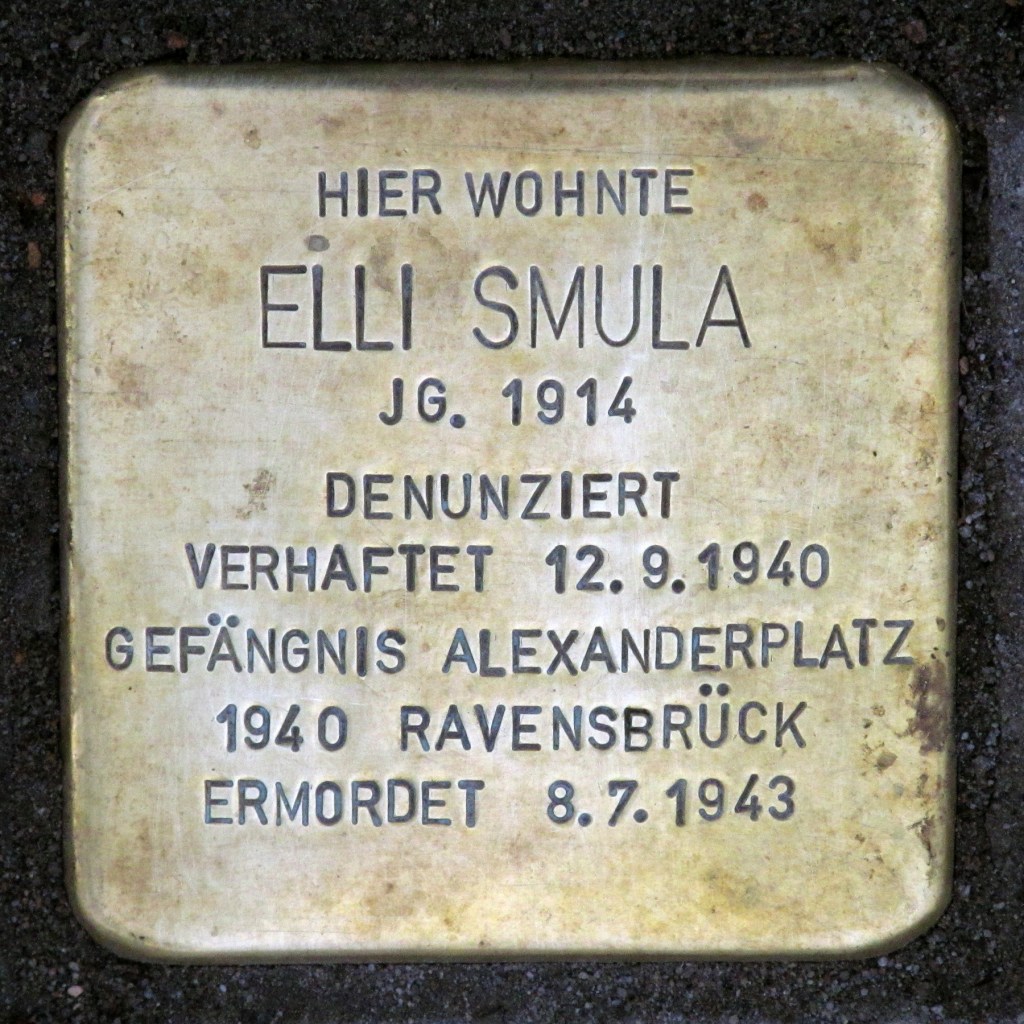 HIER WOHNTE
ELLI SMULA
JG. 1914
DENUNZIERT
VERHAFTET 12.9.1940
GEFÄNGNIS ALEXANDERPLATZ
1940 RAVENSBRÜCK
ERMORDET 8.7.1943